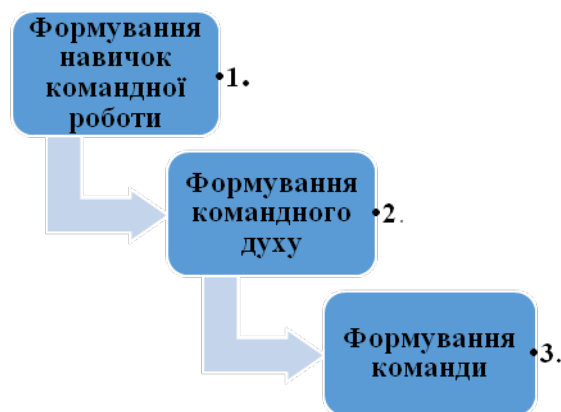 Формування
навичок
командної
роботи
•1.
Формування
командного
духу
•2.
Формування
команди
•3.